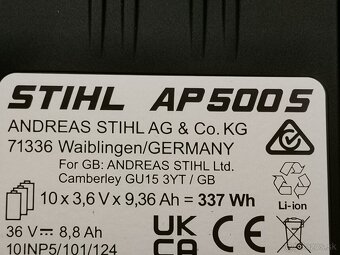 STIHL AP500S
ANDREAS STIHL AG & Co. KG
71336 Waiblingen/GERMANY
For GB: ANDREAS STIHL Ltd.
Camberley GU15 3YT / GB
10 x 3,6 V x 9,36 Ah = 337 Wh
Li-ion
36 V ⎓ 8,8 Ah
UK
CA
CE
10INP5/101/124